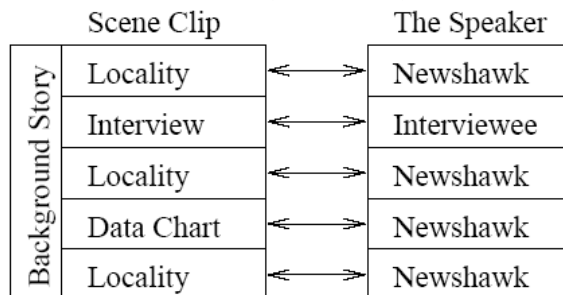 Scene Clip The Speaker
Background Story
Locality Newshawk
Interview Interviewee
Locality Newshawk
Data Chart Newshawk
Locality Newshawk